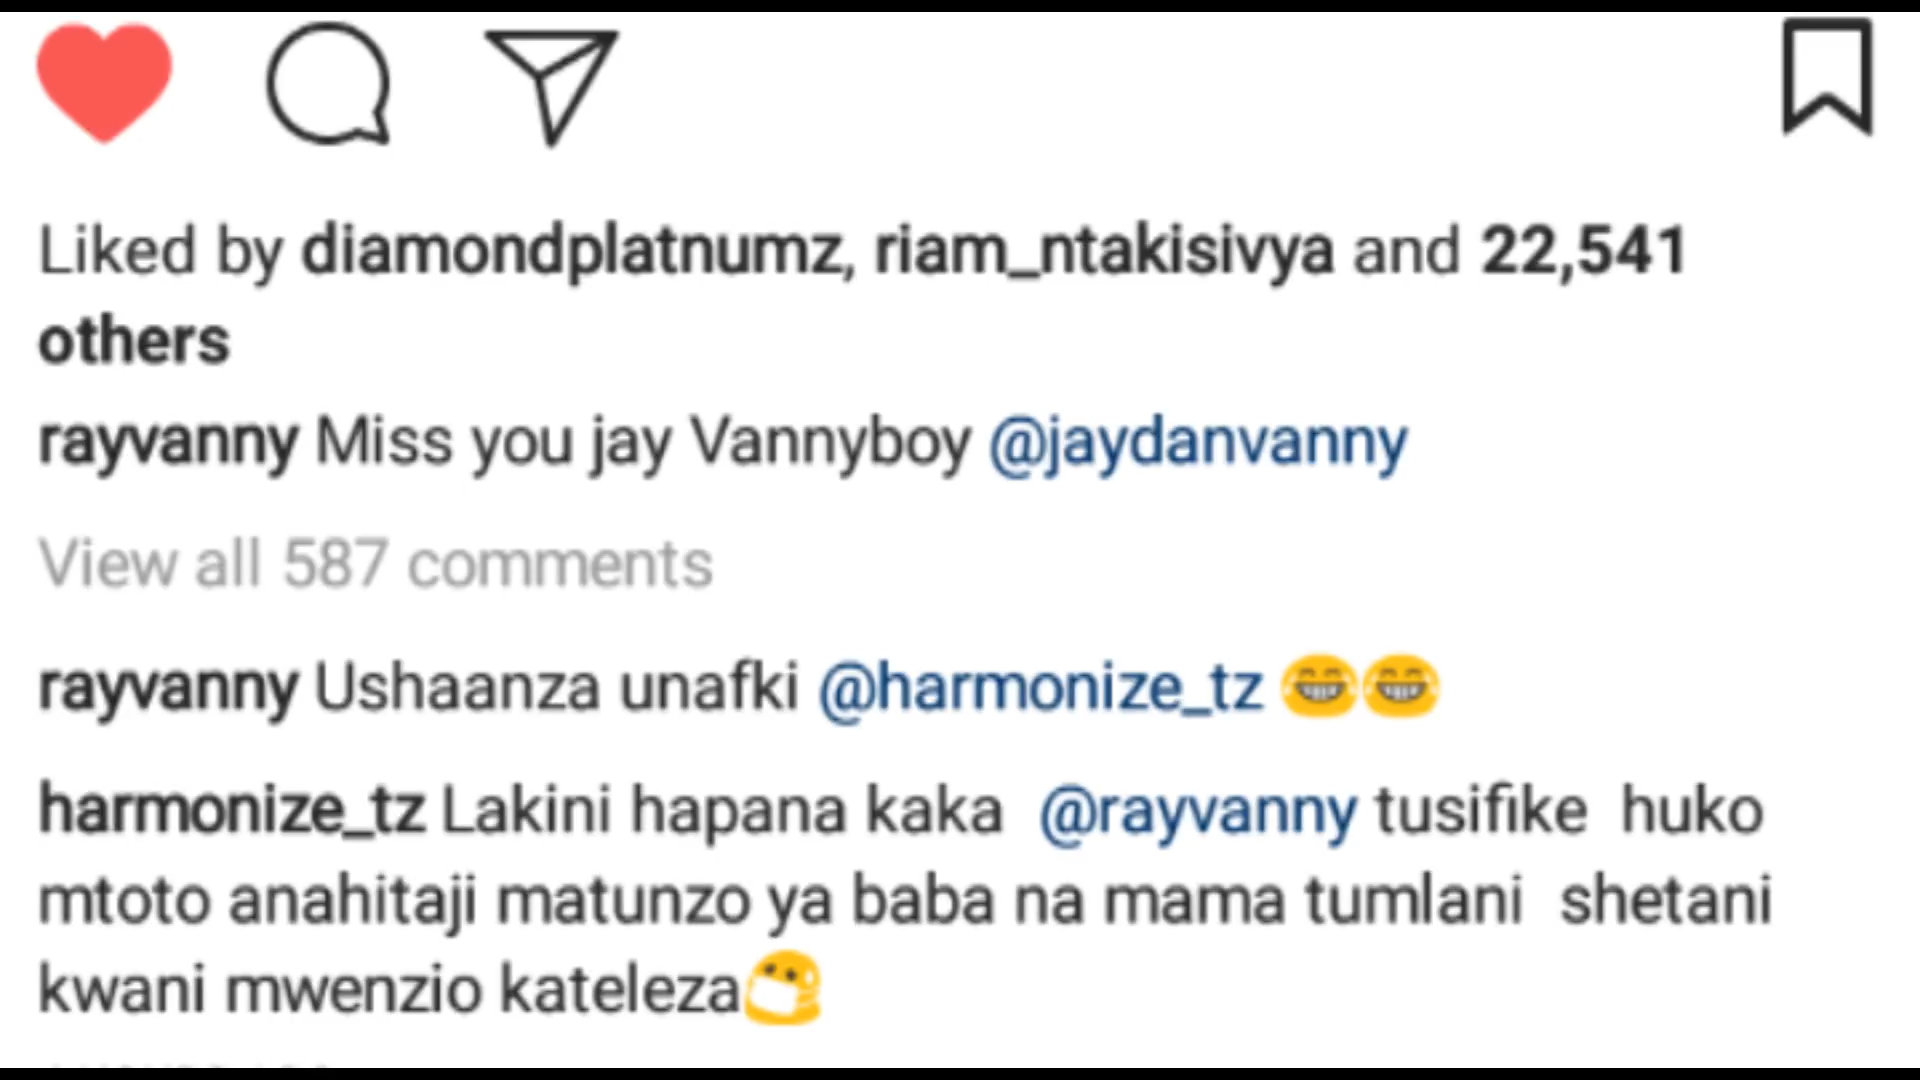 Liked by diamondplatnumz, riam_ntakisivya and 22,541
others
rayvanny Miss you jay Vannyboy @jaydanvanny
View all 587 comments
rayvanny Ushaanza unafki @harmonize_tz 😂😂
harmonize_tz Lakini hapana kaka @rayvanny tusifike huko
mtoto anahitaji matunzo ya baba na mama tumlani shetani
kwani mwenzio kateleza😷